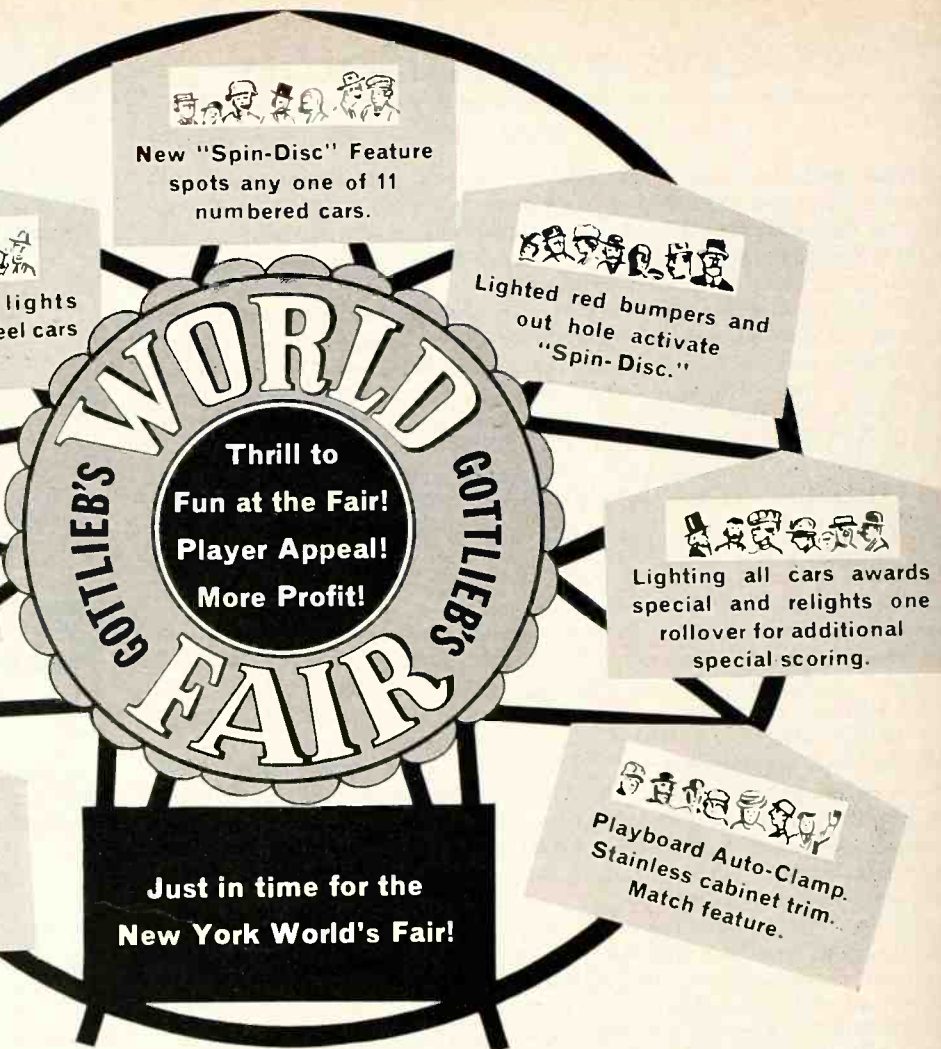 New "Spin-Disc" Feature
spots any one of 11
numbered cars.
lights
cars
Lighted red bumpers and
out hole activate
"Spin-Disc."
WORLD
GOTTLIEB'S
GOTTLIEB'S
Thrill to
Fun at the Fair!
Player Appeal!
More Profit!
FAIR
Lighting all cars awards
special and relights one
rollover for additional
special scoring.
Playboard Auto-Clamp.
Stainless cabinet trim.
Match feature.
Just in time for the
New York World's Fair!